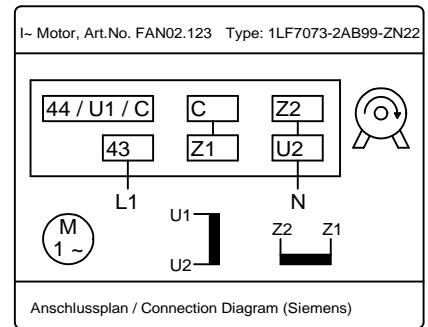 I~ Motor, Art.No. FAN02.123 Type: 1LF7073-2AB99-ZN22
44 / U1 / C C Z2
43 Z1 U2
L1 N
M
1 ~
U1
U2
Z2 Z1
Anschlussplan / Connection Diagram (Siemens)